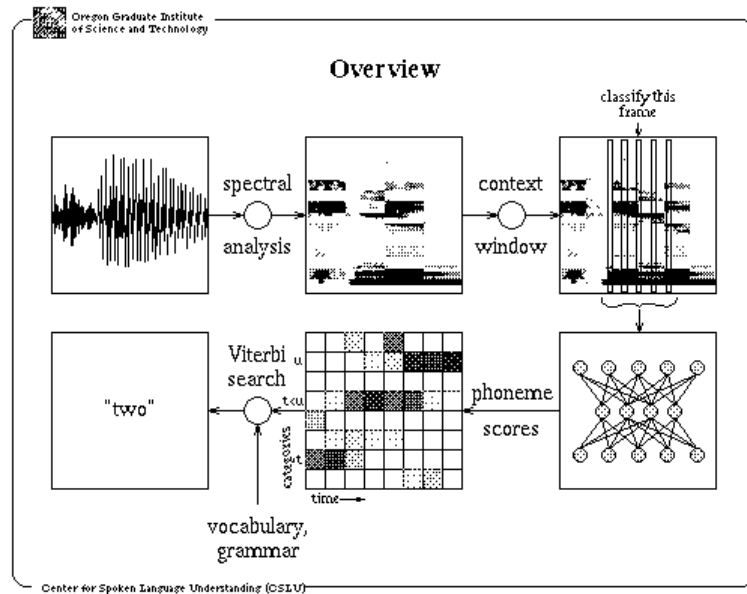 Oregon Graduate Institute
of Science and Technology
Overview
classify this
frame
spectral
analysis
context
window
"two"
Viterbi
search
u
t<u
t
categories
time
phoneme
scores
vocabulary,
grammar
Center for Spoken Language Understanding (CSLU)